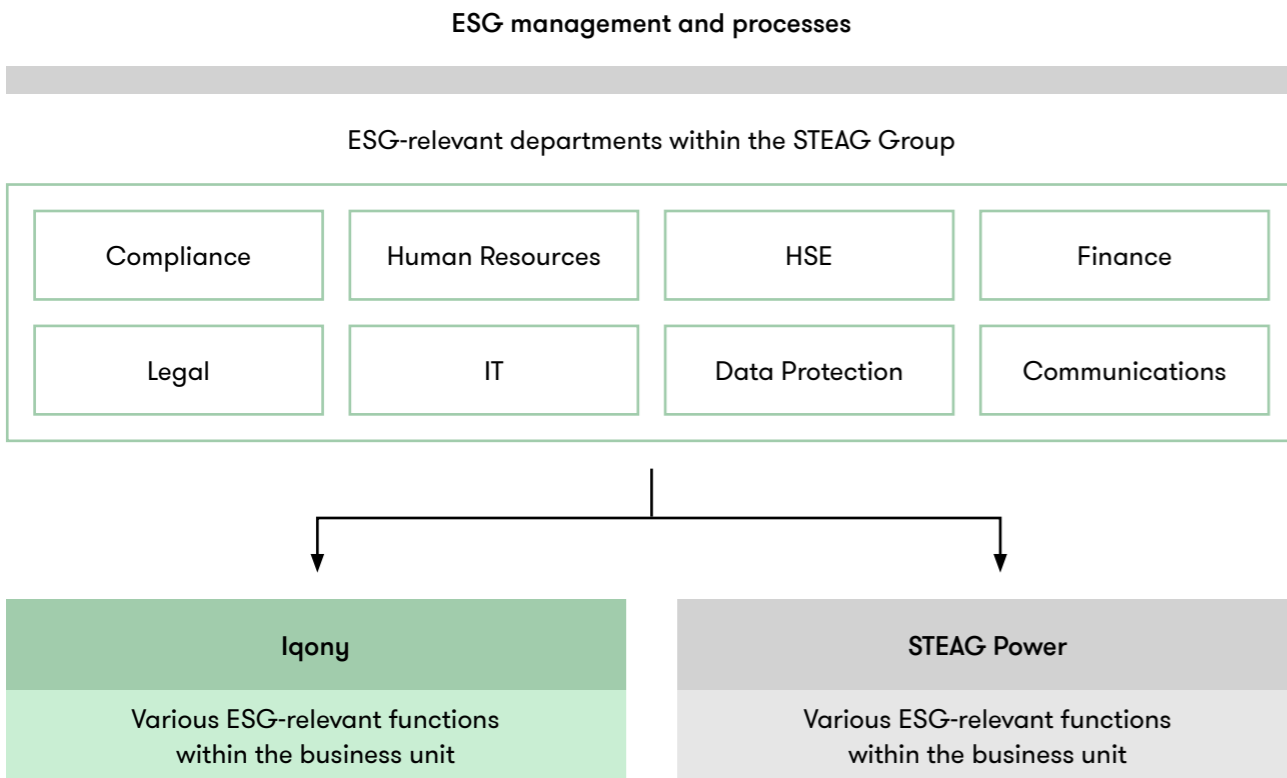 ESG management and processes
ESG-relevant departments within the STEAG Group
Compliance
Human Resources
HSE
Finance
Legal
IT
Data Protection
Communications
Iqony
STEAG Power
Various ESG-relevant functions
within the business unit
Various ESG-relevant functions
within the business unit